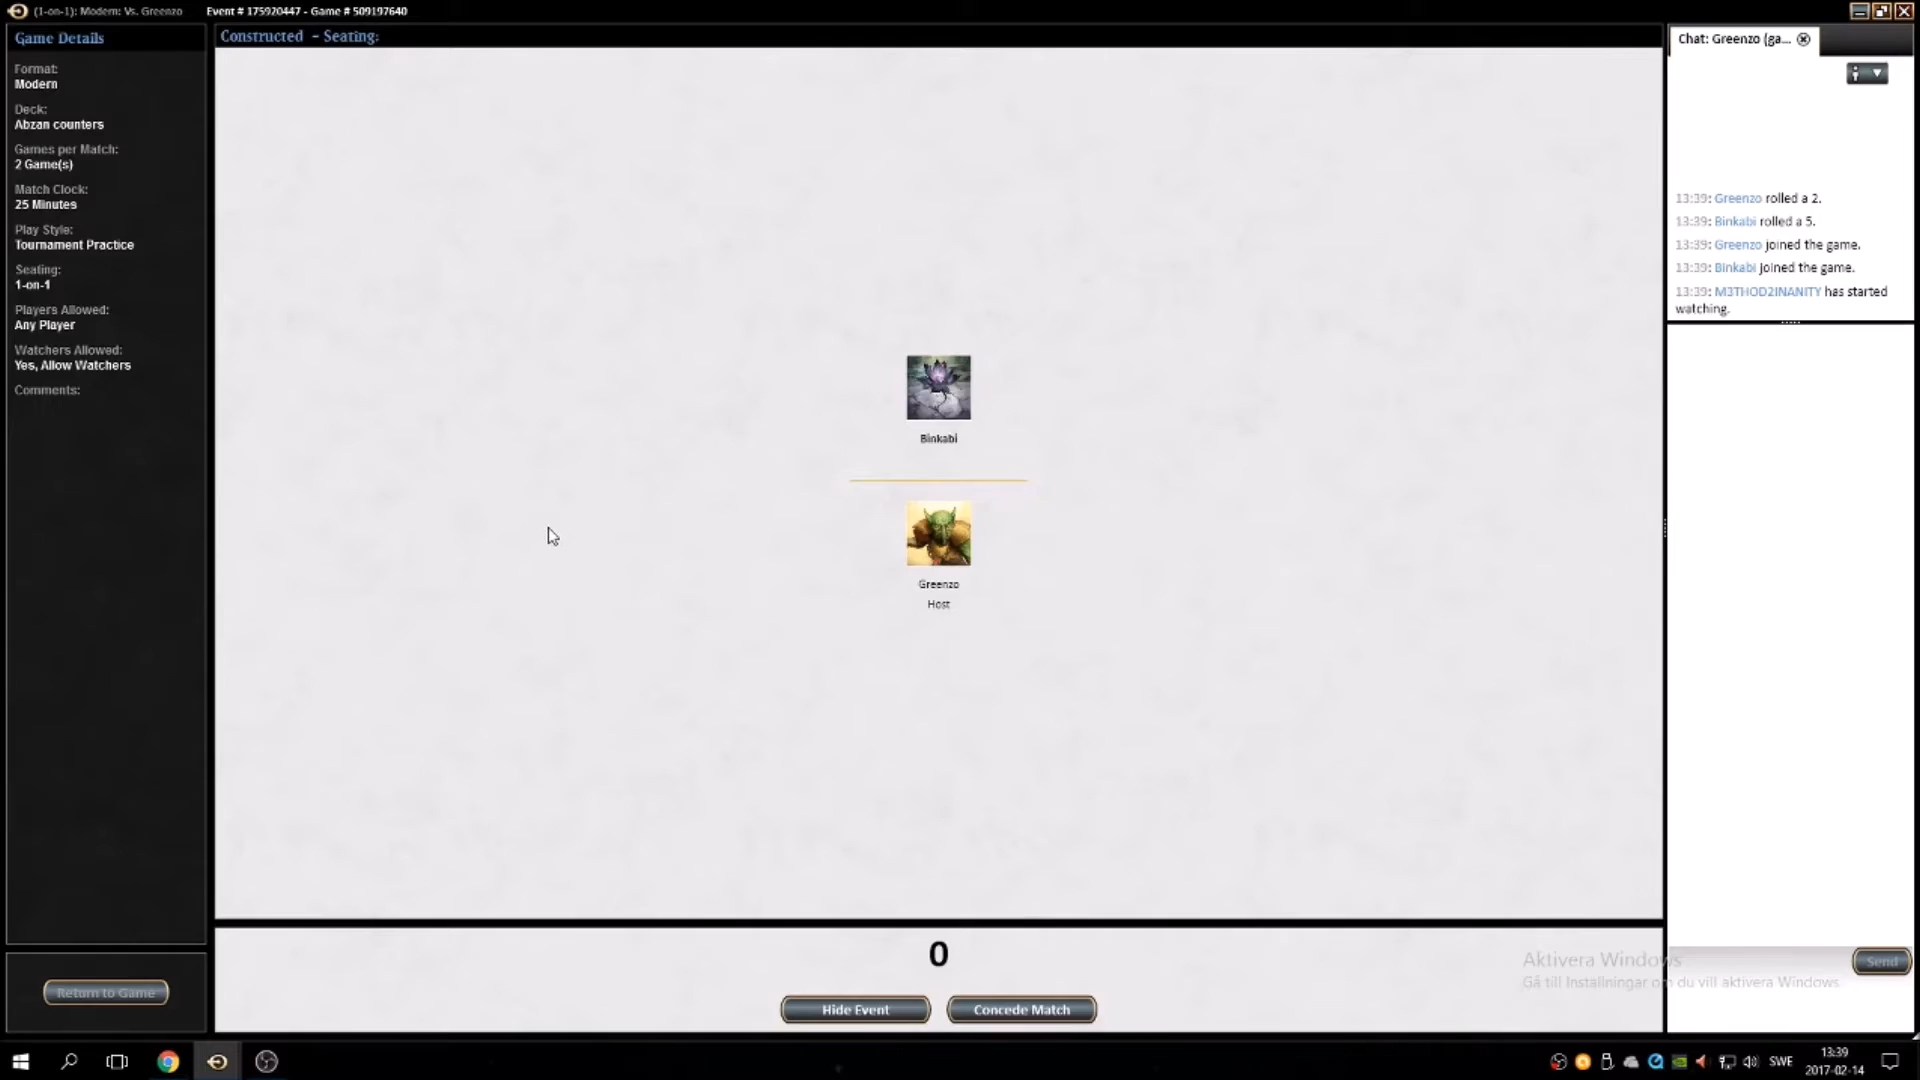 (1-on-1): Modern: Vs. Greenzo
Event # 175920447 - Game # 509197640
Game Details
Format:
Modern
Deck:
Abzan counters
Games per Match:
2 Game(s)
Match Clock:
25 Minutes
Play Style:
Tournament Practice
Seating:
1-on-1
Players Allowed:
Any Player
Watchers Allowed:
Yes, Allow Watchers
Comments:
Return to Game
Constructed - Seating:
Binkabi
Greenzo
Host
0
Hide Event
Concede Match
Chat: Greenzo (ga...
13:39: Greenzo rolled a 2.
13:39: Binkabi rolled a 5.
13:39: Greenzo joined the game.
13:39: Binkabi joined the game.
13:39: M3THOD2INANITY has started
watching.
Aktivera Windows
Gå till Inställningar om du vill aktivera Windows.
Send
SWE
13:39
2017-02-14